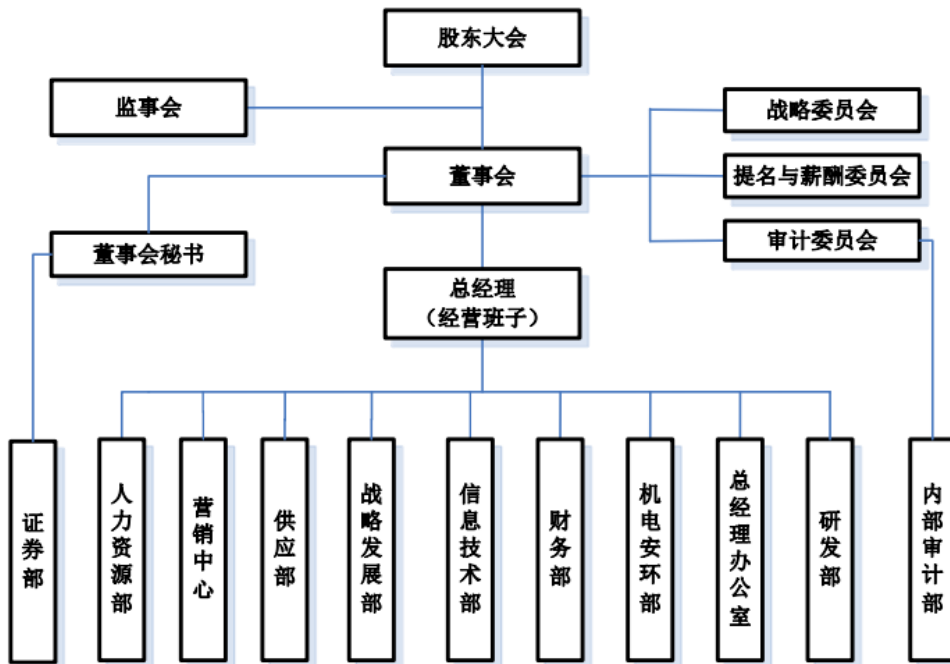 股东大会
监事会
战略委员会
董事会
提名与薪酬委员会
董事会秘书
审计委员会
总经理
（经营班子）
证券部
人力资源部
营销中心
供应部
战略发展部
信息技术部
财务部
机电安环部
总经理办公室
研发部
内部审计部